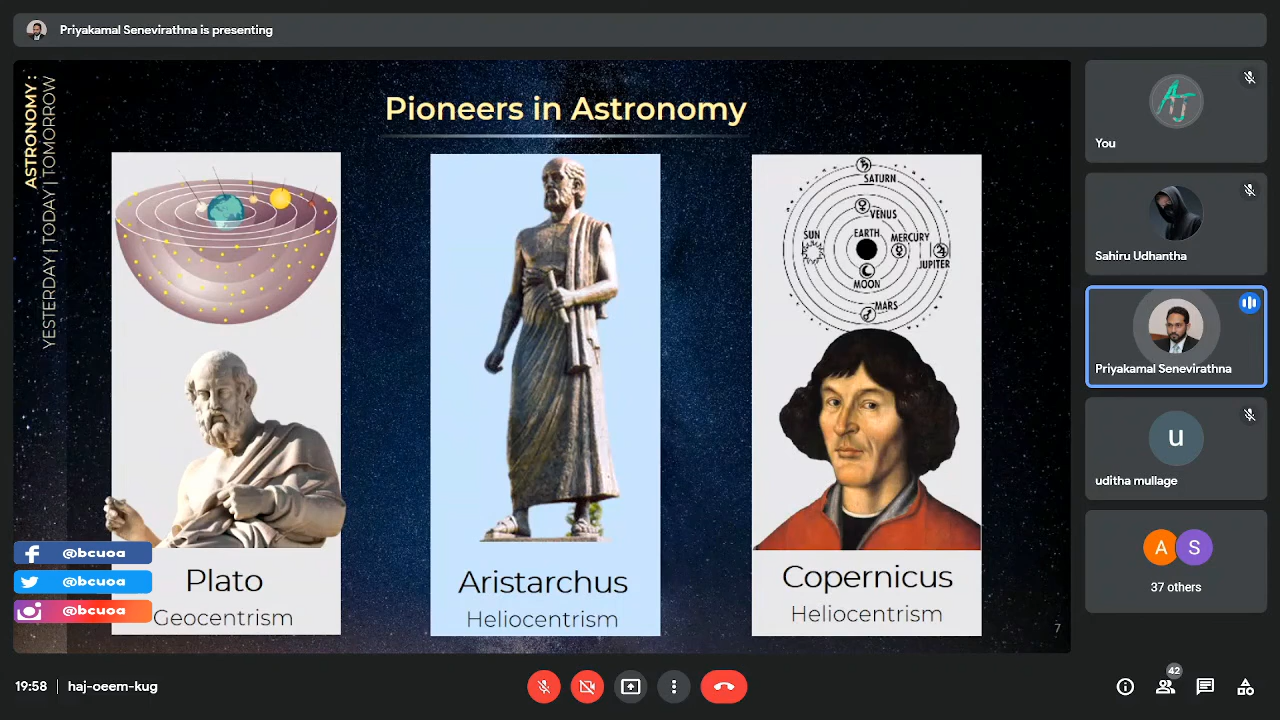 Priyakamal Senevirathna is presenting
ASTRONOMY :
YESTERDAY | TODAY | TOMORROW
Pioneers in Astronomy
SATURN
VENUS
SUN
EARTH
MERCURY
JUPITER
MOON
MARS
Plato
Geocentrism
Aristarchus
Heliocentrism
Copernicus
Heliocentrism
@bcuoa
@bcuoa
@bcuoa
7
AJ
You
Sahiru Udhantha
Priyakamal Senevirathna
u
uditha mullage
A S
37 others
19:58 | haj-oeem-kug
42